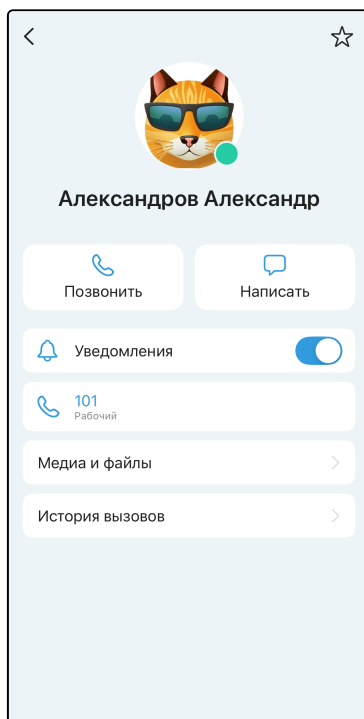 Александров Александр
Позвонить
Написать
Уведомления
101
Рабочий
Медиа и файлы
История вызовов